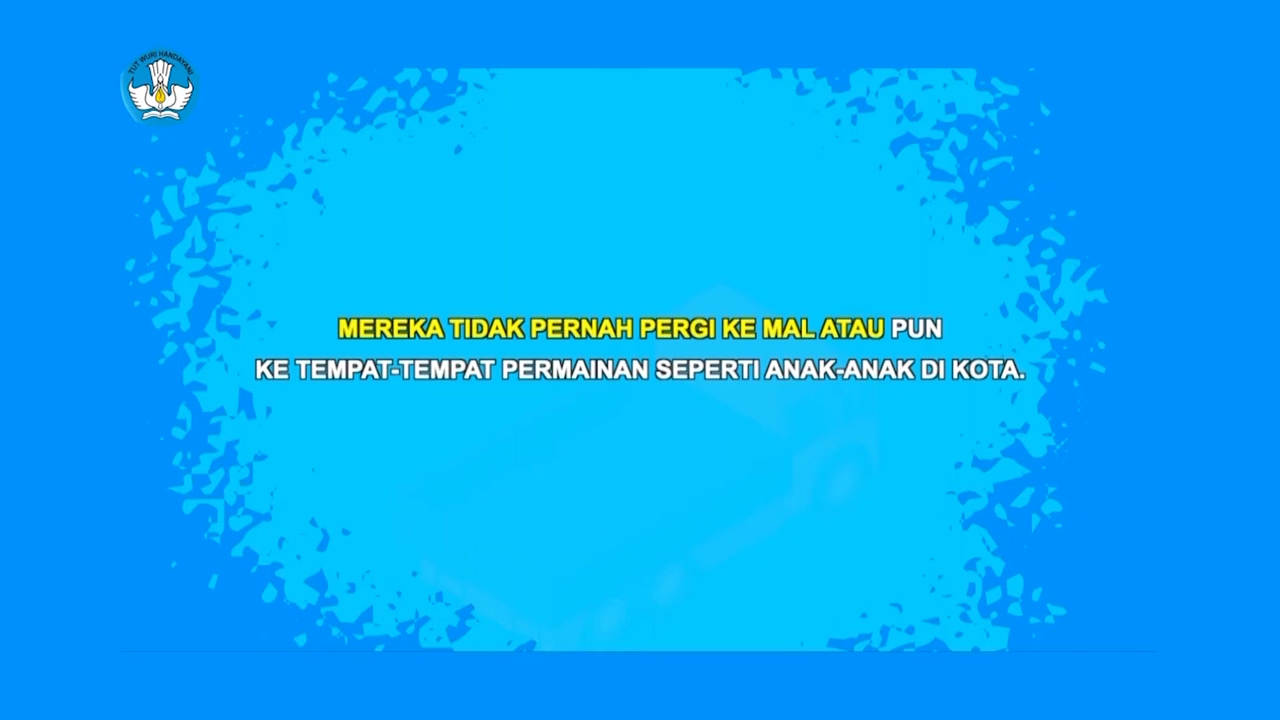 TUT WURI HANDAYANI
MEREKA TIDAK PERNAH PERGI KE MAL ATAU PUN
KE TEMPAT-TEMPAT PERMAINAN SEPERTI ANAK-ANAK DI KOTA.